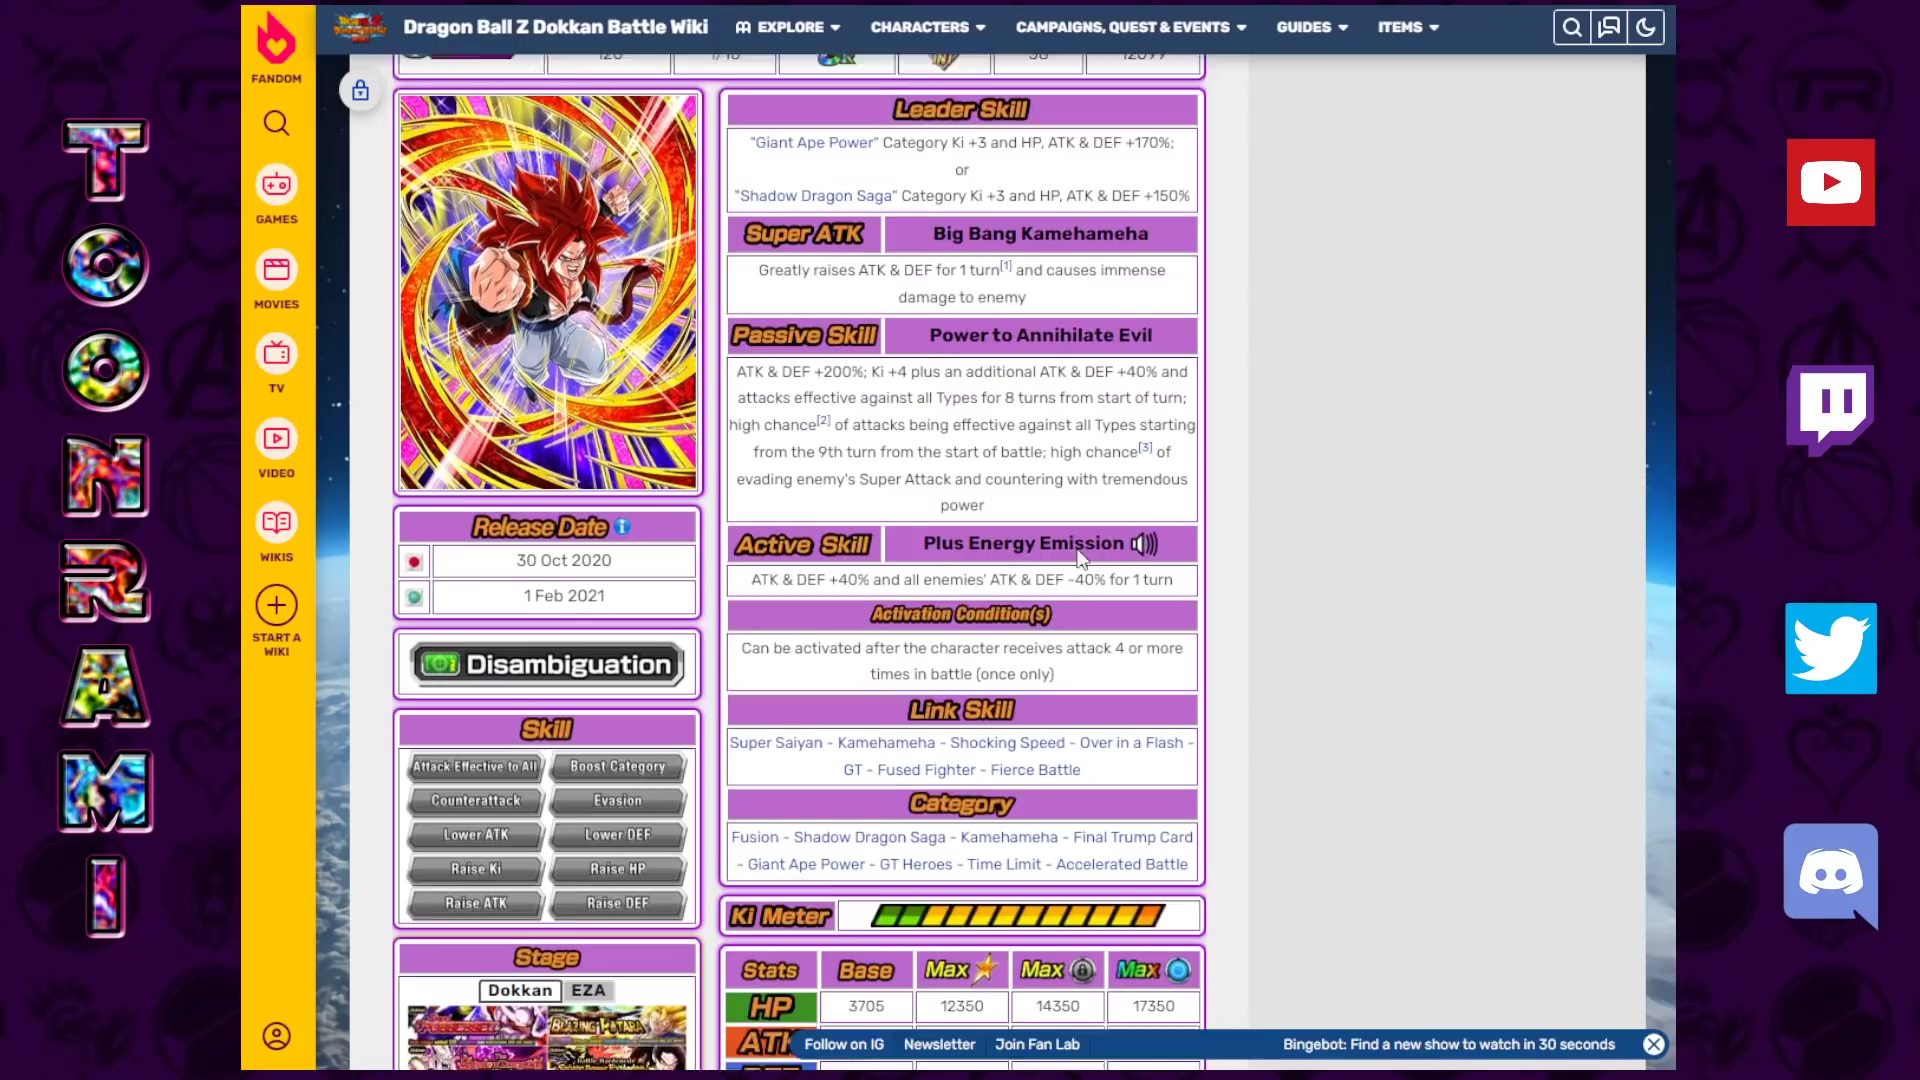 TOONRAMI
FANDOM
GAMES
MOVIES
TV
VIDEO
WIKIS
START A
WIKI
Dragon Ball Z Dokkan Battle Wiki
EXPLORE
CHARACTERS
CAMPAIGNS, QUEST & EVENTS
GUIDES
ITEMS
120
1/10
58
12099
Release Date
30 Oct 2020
1 Feb 2021
Disambiguation
Skill
Attack Effective to All
Boost Category
Counterattack
Evasion
Lower ATK
Lower DEF
Raise Ki
Raise HP
Raise ATK
Raise DEF
Stage
Dokkan
EZA
BLAZING POTARA
Leader Skill
"Giant Ape Power" Category Ki +3 and HP, ATK & DEF +170%;
or
"Shadow Dragon Saga" Category Ki +3 and HP, ATK & DEF +150%
Super ATK
Big Bang Kamehameha
Greatly raises ATK & DEF for 1 turn[1] and causes immense
damage to enemy
Passive Skill
Power to Annihilate Evil
ATK & DEF +200%; Ki +4 plus an additional ATK & DEF +40% and
attacks effective against all Types for 8 turns from start of turn;
high chance[2] of attacks being effective against all Types starting
from the 9th turn from the start of battle; high chance[3] of
evading enemy's Super Attack and countering with tremendous
power
Active Skill
Plus Energy Emission
ATK & DEF +40% and all enemies' ATK & DEF -40% for 1 turn
Activation Condition(s)
Can be activated after the character receives attack 4 or more
times in battle (once only)
Link Skill
Super Saiyan - Kamehameha - Shocking Speed - Over in a Flash -
GT - Fused Fighter - Fierce Battle
Category
Fusion - Shadow Dragon Saga - Kamehameha - Final Trump Card
- Giant Ape Power - GT Heroes - Time Limit - Accelerated Battle
Ki Meter
Stats
Base
Max
Max
Max
HP
3705
12350
14350
17350
ATK
Follow on IG
Newsletter
Join Fan Lab
Bingebot: Find a new show to watch in 30 seconds